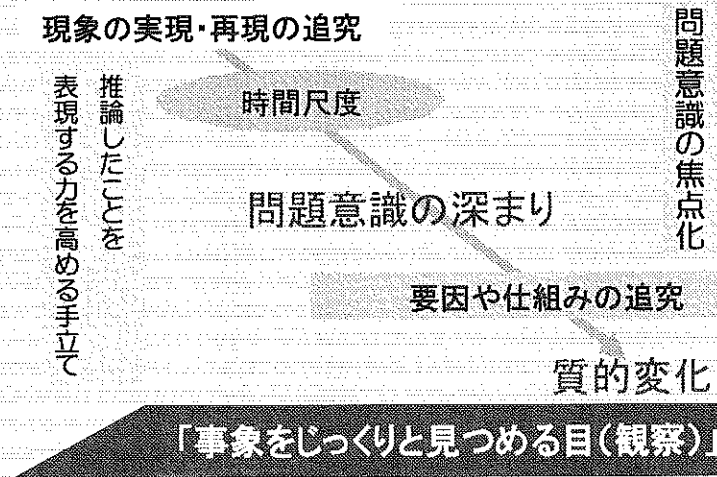 現象の実現・再現の追究
問題意識の焦点化
推論したことを
表現する力を高める手立て
時間尺度
問題意識の深まり
要因や仕組みの追究
質的変化
「事象をじっくりと見つめる目(観察)」